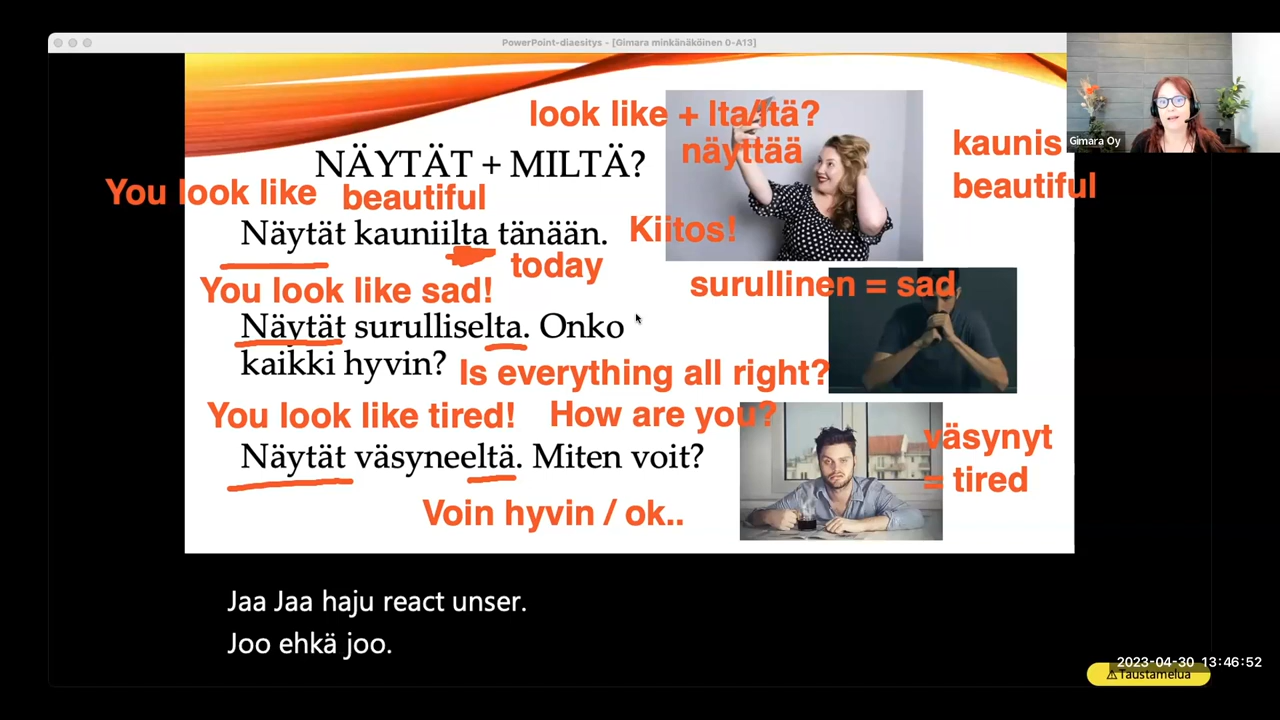 PowerPoint-diaesitys - [Gimara minkänäköinen 0-A13]
look like + lta/ltä?
näyttää
NÄYTÄT + MILTÄ?
kaunis
beautiful
Gimara Oy
You look like
beautiful
Näytät kauniilta tänään.
Kiitos!
today
You look like sad!
surullinen = sad
Näytät surulliselta. Onko
kaikki hyvin?
Is everything all right?
You look like tired!
How are you?
Näytät väsyneeltä. Miten voit?
väsynyt
= tired
Voin hyvin / ok..
Jaa Jaa haju react unser.
Joo ehkä joo.
2023-04-30 13:46:52
⚠Taustamelua